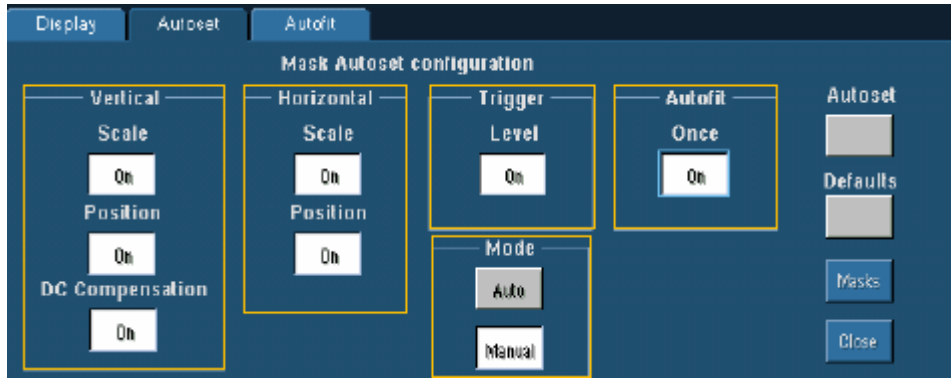 Display Autoset Autofit
Mask Autoset configuration
Vertical
Scale
On
Position
On
DC Compensation
On
Horizontal
Scale
On
Position
On
Trigger
Level
On
Mode
Auto
Manual
Autofit
Once
On
Autoset
Defaults
Masks
Close